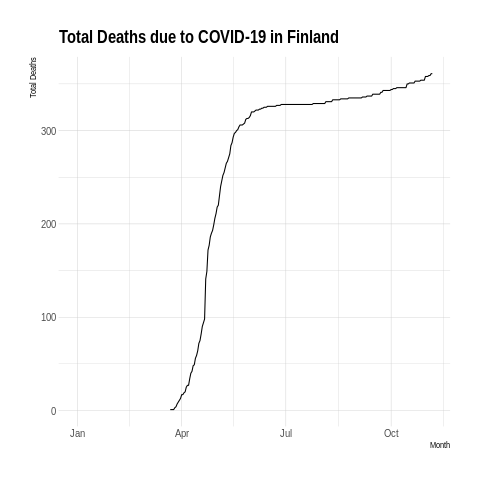 Total Deaths due to COVID-19 in Finland
Total Deaths
300
200
100
0
Jan Apr Jul Oct
Month